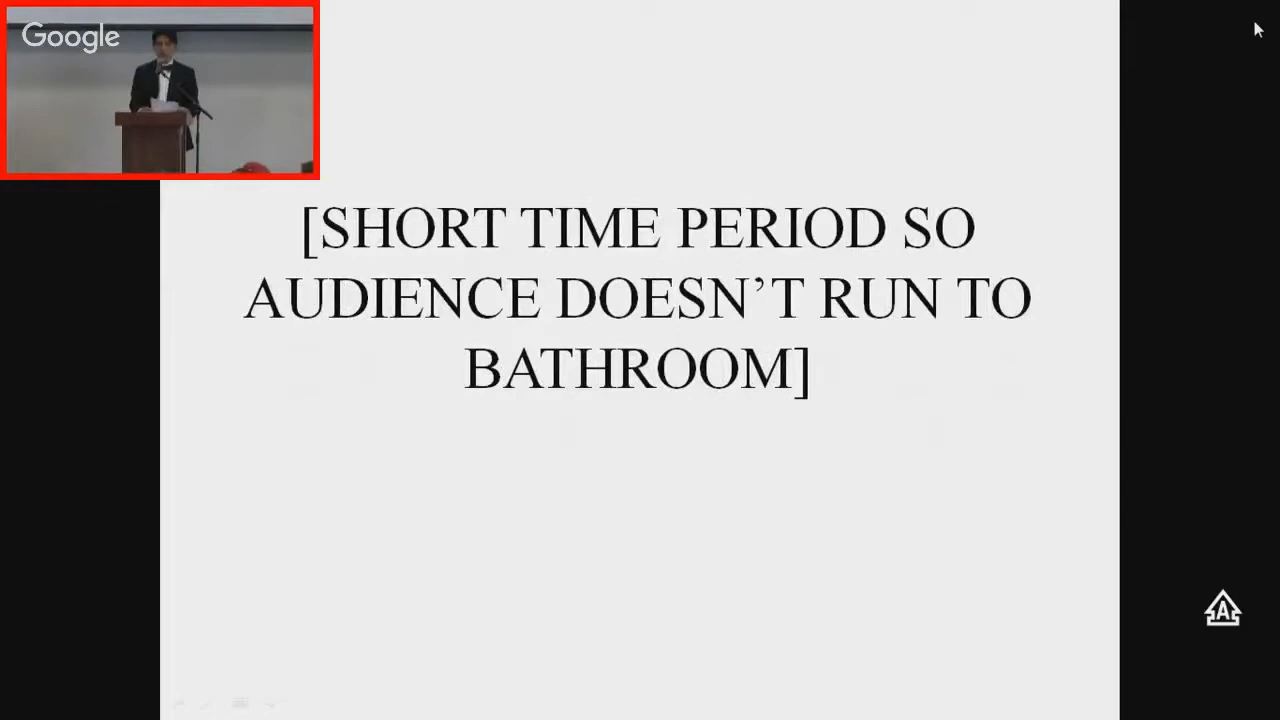 Google
[SHORT TIME PERIOD SO
AUDIENCE DOESN’T RUN TO
BATHROOM]
A